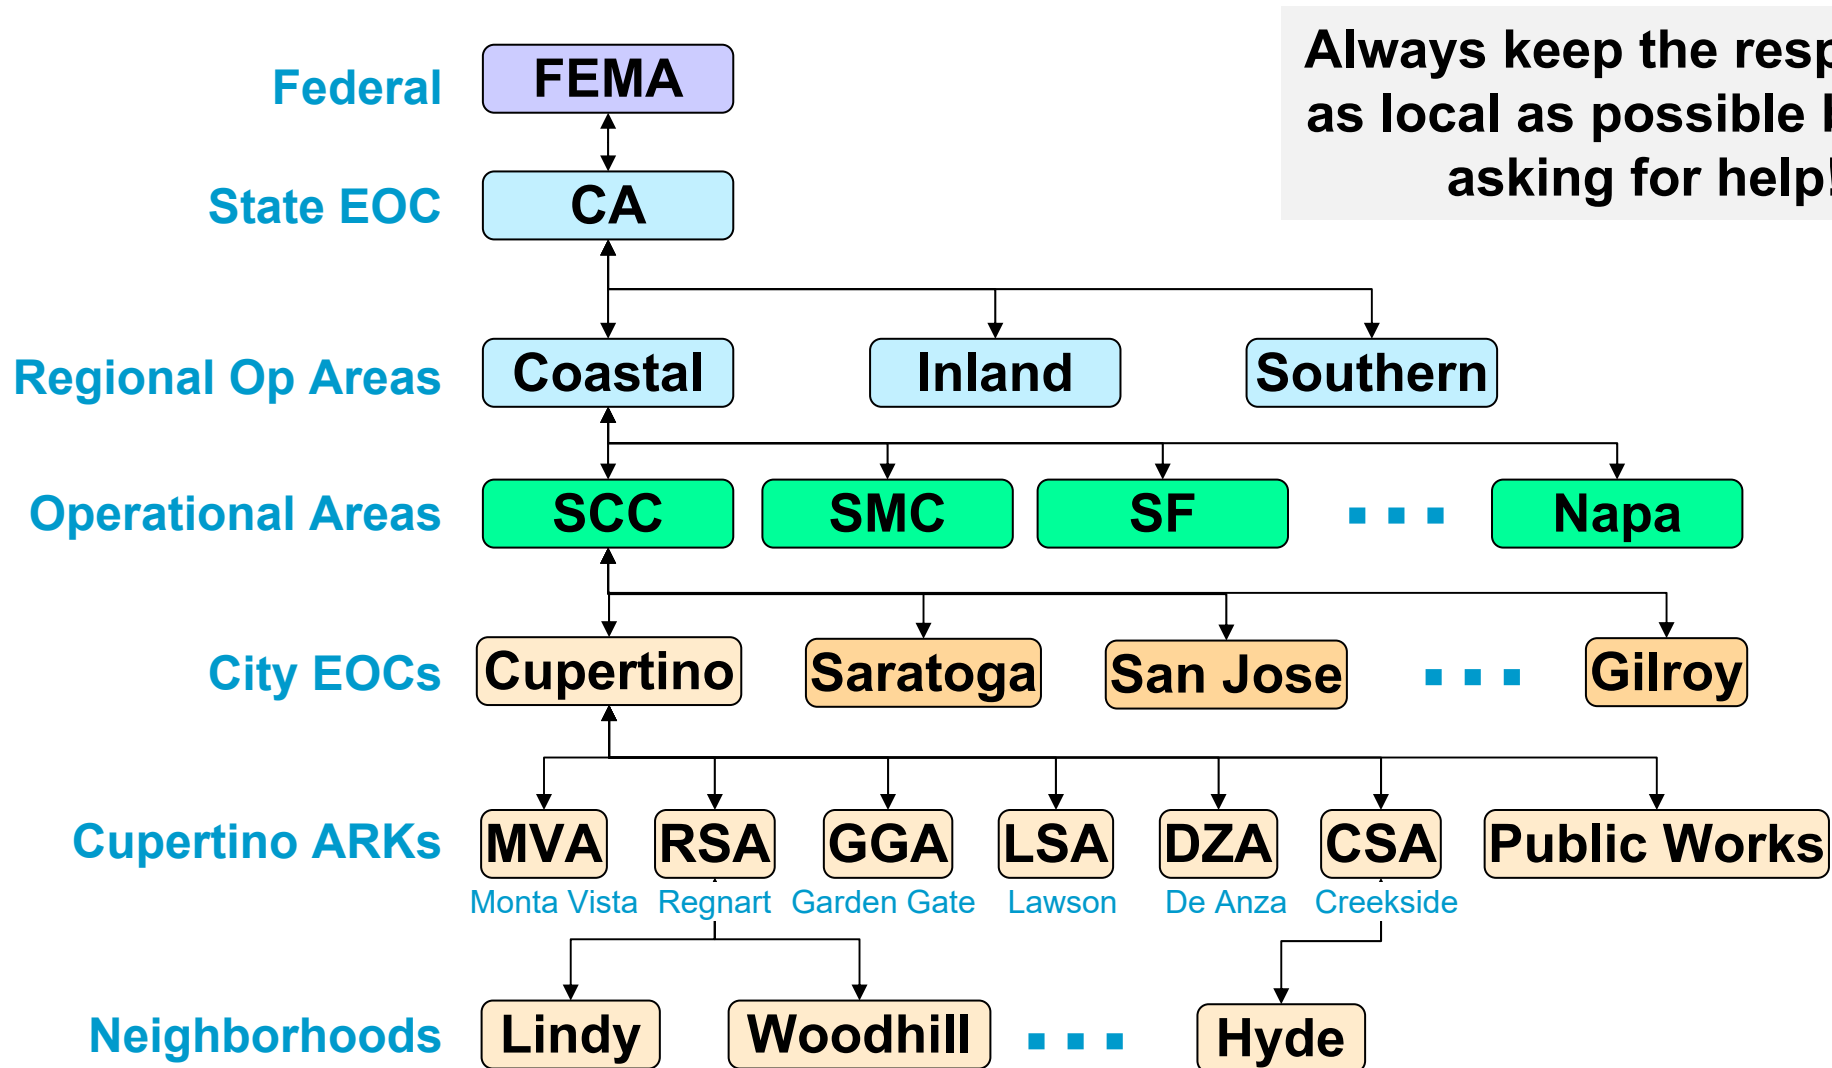 Always keep the resp
as local as possible
asking for help!
Federal
FEMA
State EOC
CA
Regional Op Areas
Coastal
Inland
Southern
Operational Areas
SCC
SMC
SF
Napa
City EOCs
Cupertino
Saratoga
San Jose
Gilroy
Cupertino ARKs
MVA
RSA
GGA
LSA
DZA
CSA
Public Works
Monta Vista
Regnart
Garden Gate
Lawson
De Anza
Creekside
Neighborhoods
Lindy
Woodhill
Hyde